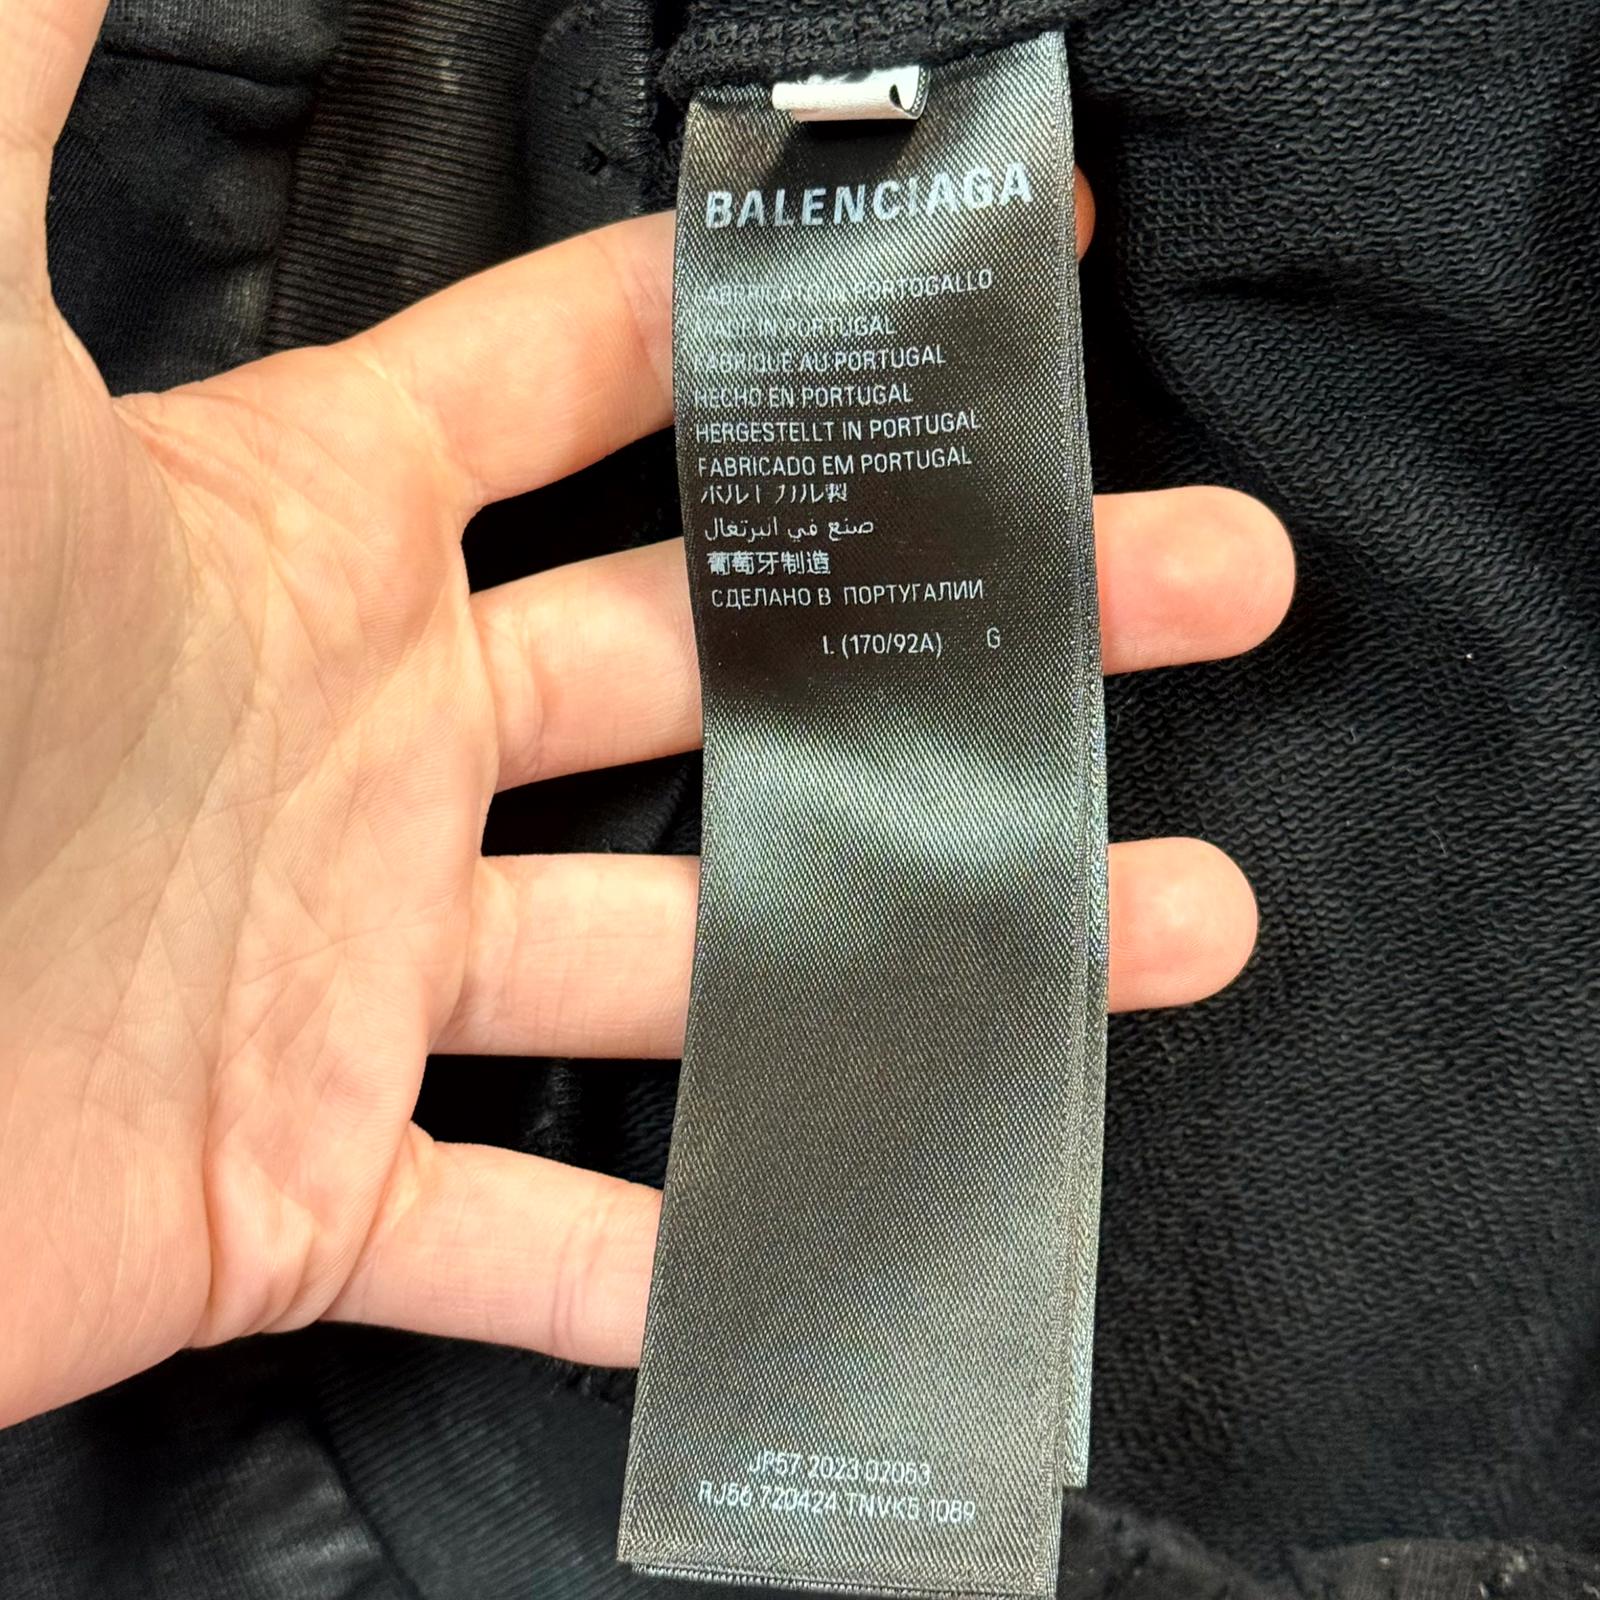 BALENCIAGA
FABBRICATO IN PORTOGALLO
MADE IN PORTUGAL
FABRIQUE AU PORTUGAL
HECHO EN PORTUGAL
HERGESTELLT IN PORTUGAL
FABRICADO EM PORTUGAL
ポルトガル製
صنع في البرتغال
葡萄牙制造
СДЕЛАНО В ПОРТУГАЛИИ
L (170/92A) G
JP57 2023 02053
RJ56 720424 TNVK5 1089